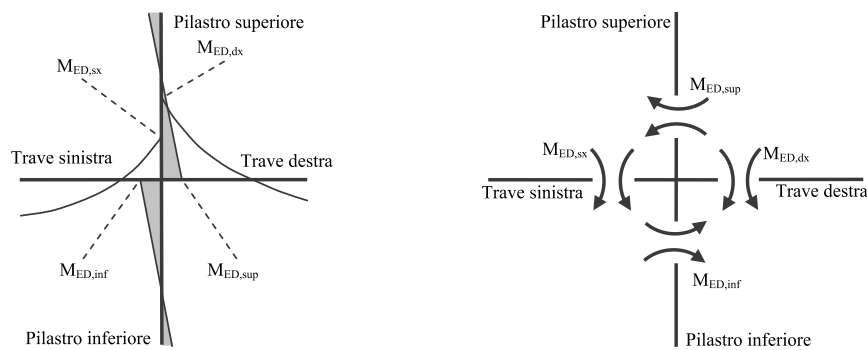 Pilastro superiore
M_ED,dx
M_ED,sx
Trave sinistra
Trave destra
M_ED,inf
M_ED,sup
Pilastro inferiore
Pilastro superiore
M_ED,sup
M_ED,sx
M_ED,dx
Trave sinistra
Trave destra
M_ED,inf
Pilastro inferiore